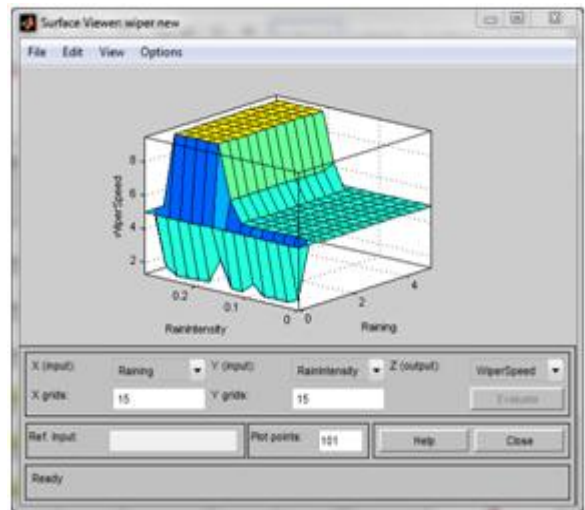 Surface Viewer: wiper new
File Edit View Options
8
6
4
2
WiperSpeed
0.2
0.1
0
RainIntensity
0
2
4
Raining
X (input): Raining Y (input): RainIntensity Z (output): WiperSpeed
X grids: 15 Y grids: 15 Evaluate
Ref. input: Plot points: 101 Help Close
Ready